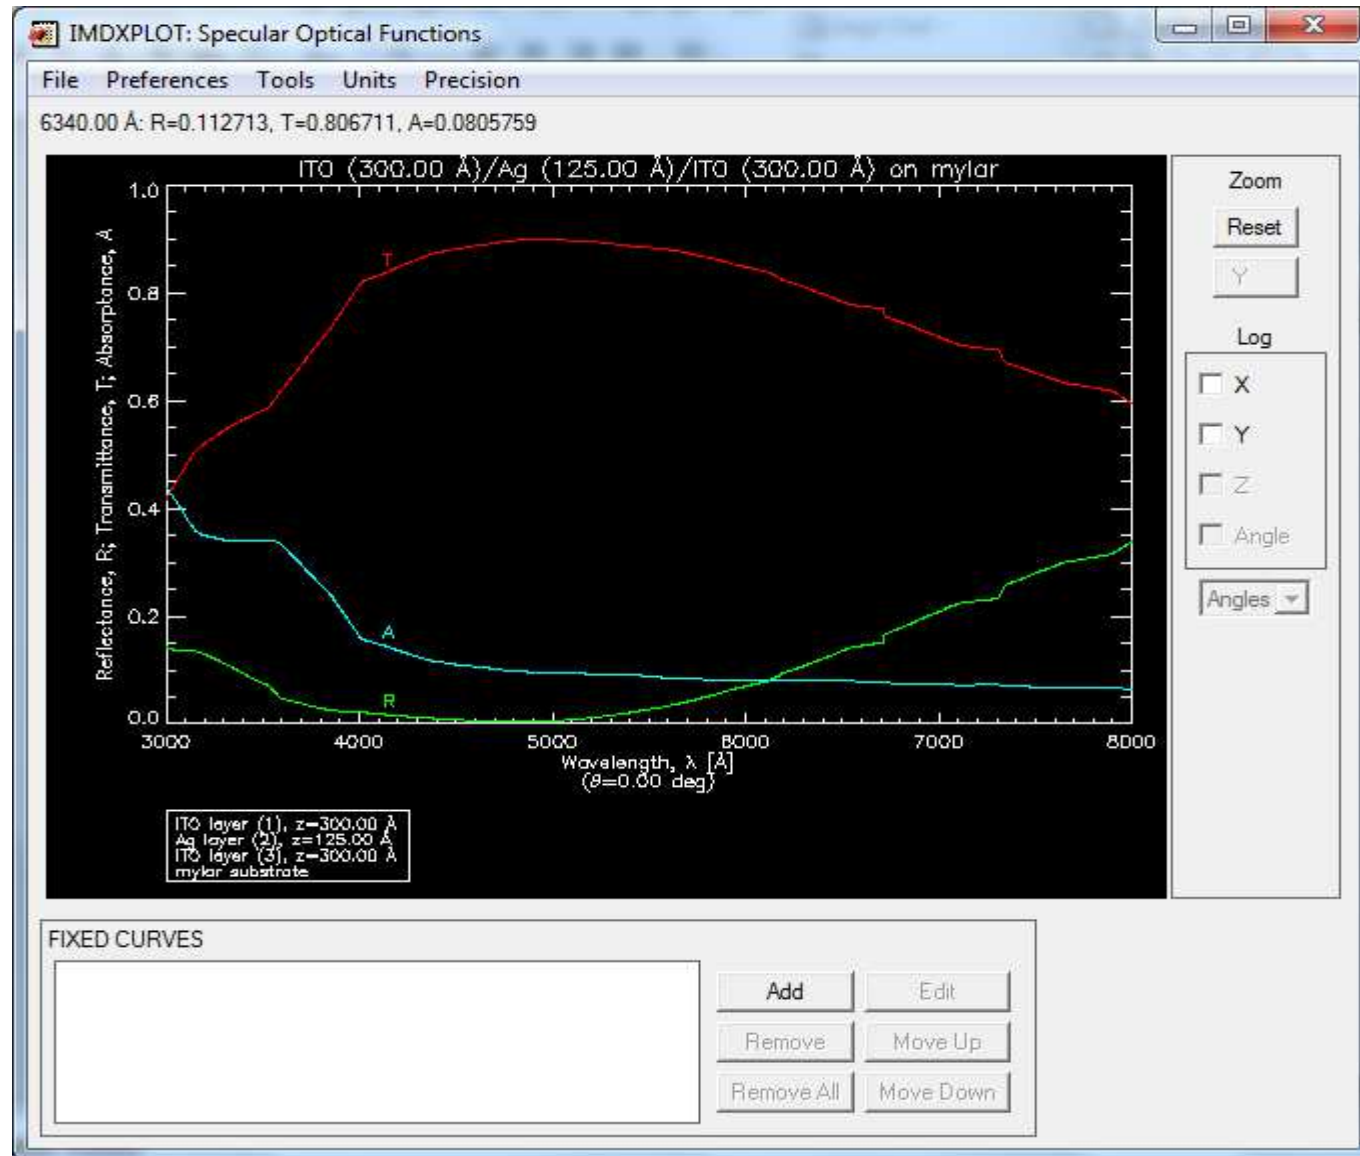 IMDXPLOT: Specular Optical Functions
File Preferences Tools Units Precision
6340.00 Å: R=0.112713, T=0.806711, A=0.0805759
ITO (300.00 Å)/Ag (125.00 Å)/ITO (300.00 Å) on mylar
Reflectance, R; Transmittance, T; Absorptance, A
1.0
0.8
0.6
0.4
0.2
0.0
T
A
R
3000 4000 5000 6000 7000 8000
Wavelength, λ [Å]
(θ=0.00 deg)
ITO layer (1), z=300.00 Å
Ag layer (2), z=125.00 Å
ITO layer (3), z=300.00 Å
mylar substrate
Zoom
Reset
Y
Log
X
Y
Z
Angle
Angles
FIXED CURVES
Add Edit
Remove Move Up
Remove All Move Down